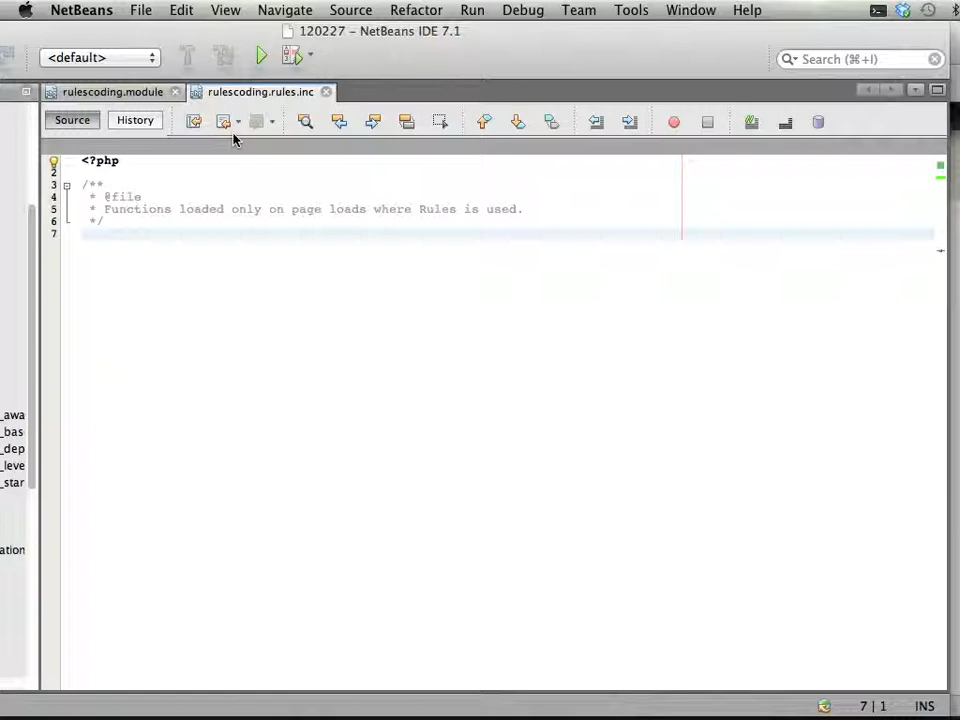 NetBeans File Edit View Navigate Source Refactor Run Debug Team Tools Window Help
120227 – NetBeans IDE 7.1
<default>
Search (⌘+I)
rulescoding.module rulescoding.rules.inc
Source History
<?php
2
3 /**
4 * @file
5 * Functions loaded only on page loads where Rules is used.
6 */
7
_awa
_bas
_dep
_leve
_star
ation
7 | 1 INS